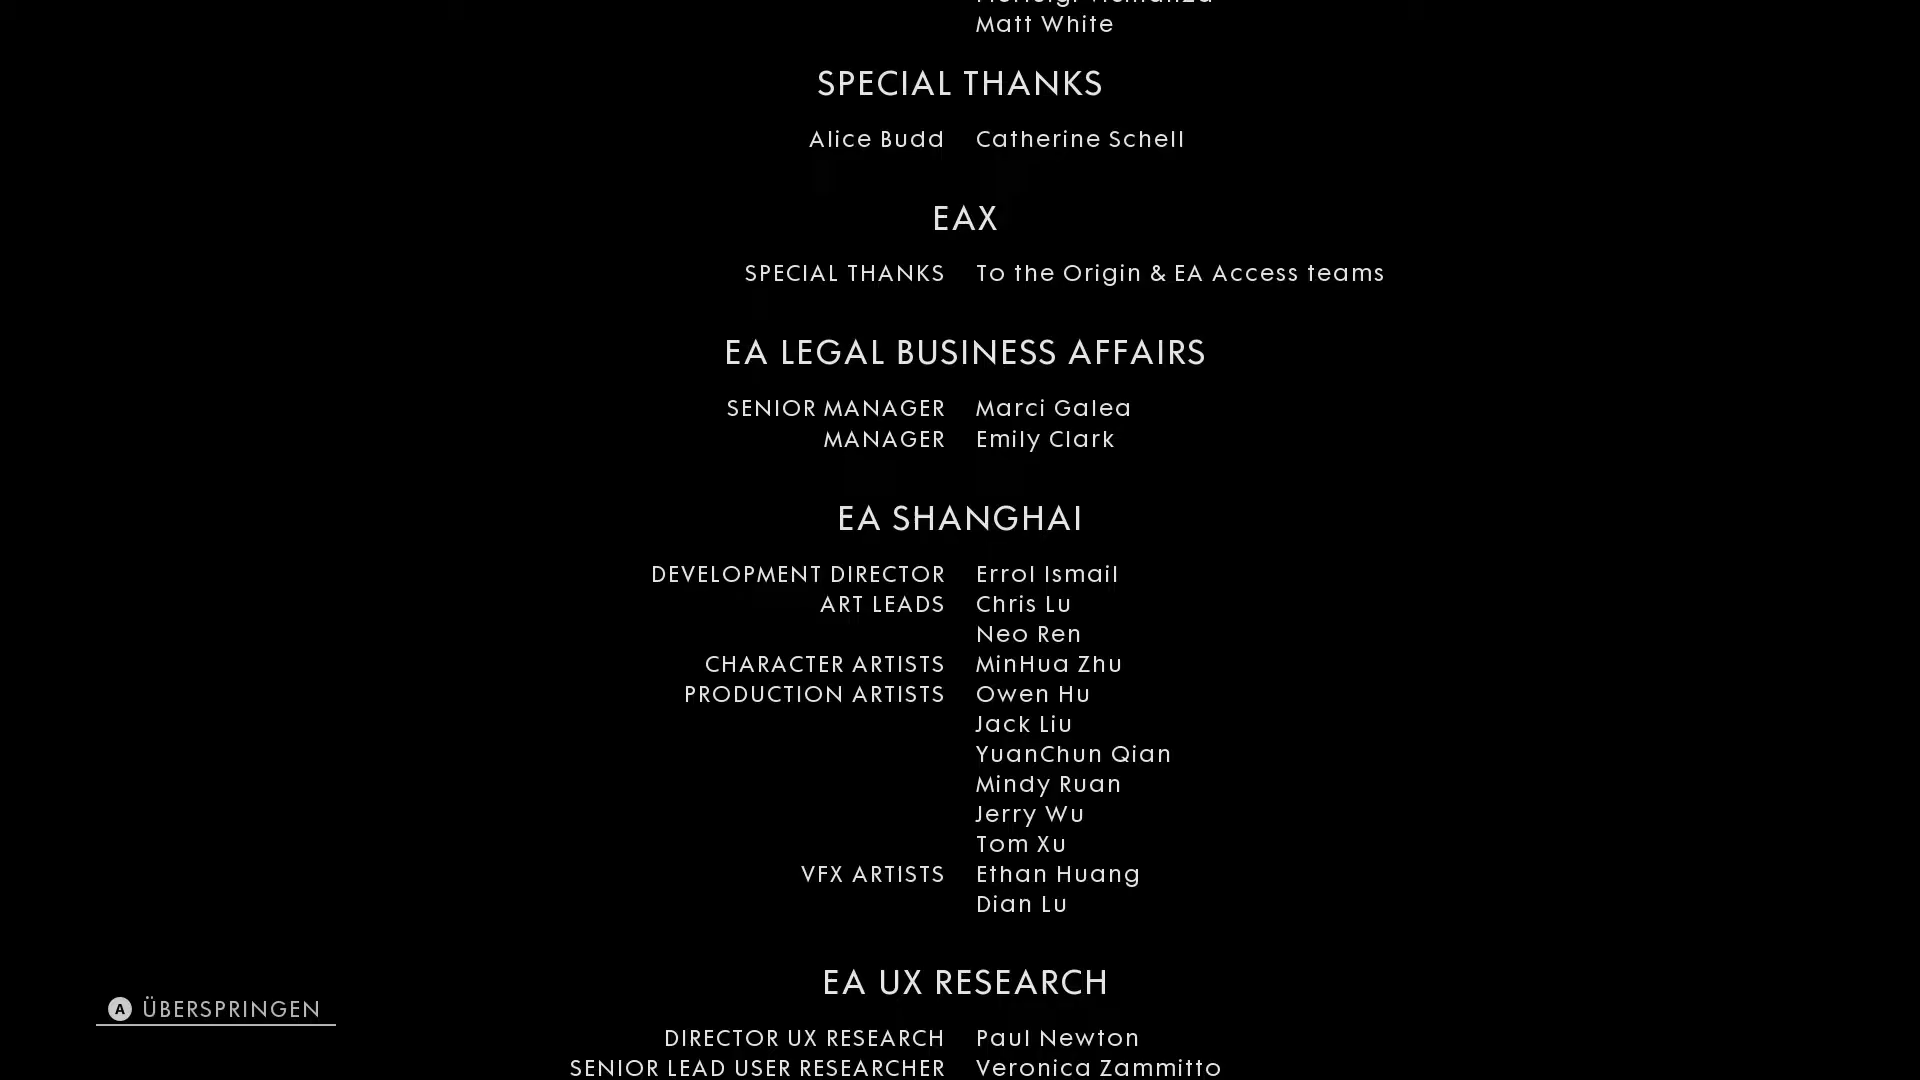 Matt White
SPECIAL THANKS
Alice Budd Catherine Schell
EAX
SPECIAL THANKS To the Origin & EA Access teams
EA LEGAL BUSINESS AFFAIRS
SENIOR MANAGER Marci Galea
MANAGER Emily Clark
EA SHANGHAI
DEVELOPMENT DIRECTOR Errol Ismail
ART LEADS Chris Lu
Neo Ren
CHARACTER ARTISTS MinHua Zhu
PRODUCTION ARTISTS Owen Hu
Jack Liu
YuanChun Qian
Mindy Ruan
Jerry Wu
Tom Xu
VFX ARTISTS Ethan Huang
Dian Lu
EA UX RESEARCH
A ÜBERSPRINGEN
DIRECTOR UX RESEARCH Paul Newton
SENIOR LEAD USER RESEARCHER Veronica Zammitto